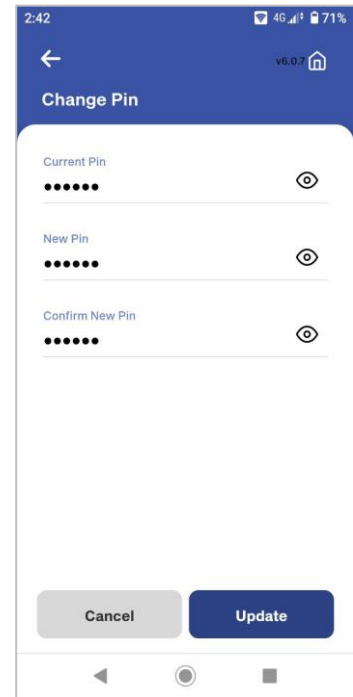 2:42 4G 71%
v6.0.7
Change Pin
Current Pin
••••••
New Pin
••••••
Confirm New Pin
••••••
Cancel Update